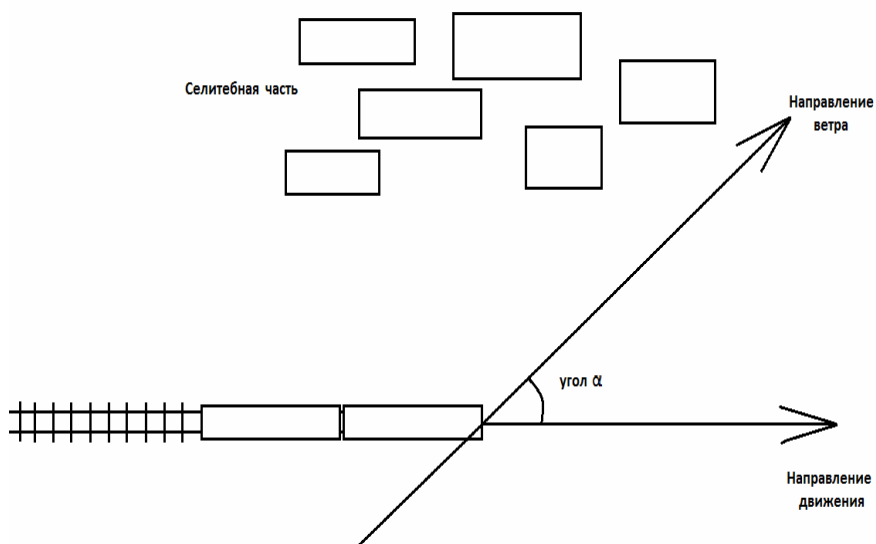 Селитебная часть
Направление
ветра
угол α
Направление
движения